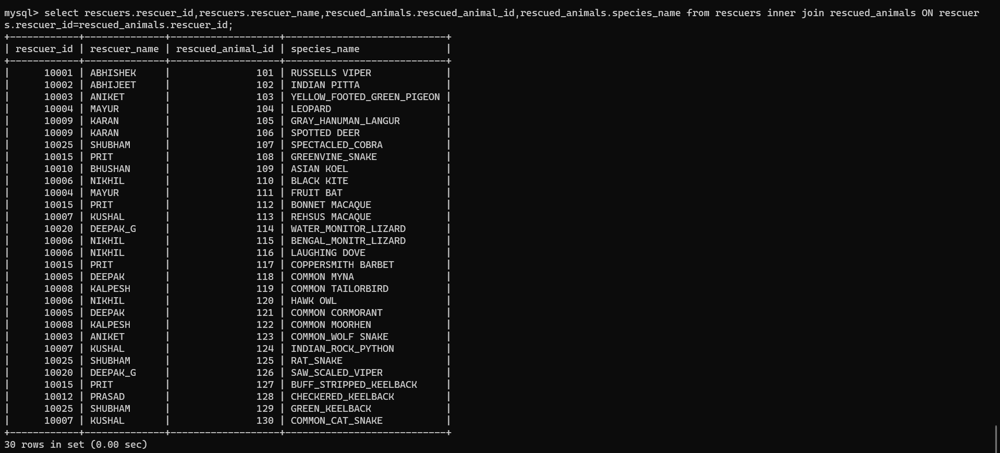 mysql> select rescuers.rescuer_id,rescuers.rescuer_name,rescued_animals.rescued_animal_id,rescued_animals.species_name from rescuers inner join rescued_animals ON rescuer
s.rescuer_id=rescued_animals.rescuer_id;
+------------+--------------+-------------------+----------------------------+
| rescuer_id | rescuer_name | rescued_animal_id | species_name               |
+------------+--------------+-------------------+----------------------------+
|      10001 | ABHISHEK     |               101 | RUSSELLS VIPER             |
|      10002 | ABHIJEET     |               102 | INDIAN PITTA               |
|      10003 | ANIKET       |               103 | YELLOW_FOOTED_GREEN_PIGEON |
|      10004 | MAYUR        |               104 | LEOPARD                    |
|      10009 | KARAN        |               105 | GRAY_HANUMAN_LANGUR        |
|      10009 | KARAN        |               106 | SPOTTED DEER               |
|      10025 | SHUBHAM      |               107 | SPECTACLED_COBRA           |
|      10015 | PRIT         |               108 | GREENVINE_SNAKE            |
|      10010 | BHUSHAN      |               109 | ASIAN KOEL                 |
|      10006 | NIKHIL       |               110 | BLACK KITE                 |
|      10004 | MAYUR        |               111 | FRUIT BAT                  |
|      10015 | PRIT         |               112 | BONNET MACAQUE             |
|      10007 | KUSHAL       |               113 | REHSUS MACAQUE             |
|      10020 | DEEPAK_G     |               114 | WATER_MONITOR_LIZARD       |
|      10006 | NIKHIL       |               115 | BENGAL_MONITR_LIZARD       |
|      10006 | NIKHIL       |               116 | LAUGHING DOVE              |
|      10015 | PRIT         |               117 | COPPERSMITH BARBET         |
|      10005 | DEEPAK       |               118 | COMMON MYNA                |
|      10008 | KALPESH      |               119 | COMMON TAILORBIRD          |
|      10006 | NIKHIL       |               120 | HAWK OWL                   |
|      10005 | DEEPAK       |               121 | COMMON CORMORANT           |
|      10008 | KALPESH      |               122 | COMMON MOORHEN             |
|      10003 | ANIKET       |               123 | COMMON_WOLF SNAKE          |
|      10007 | KUSHAL       |               124 | INDIAN_ROCK_PYTHON         |
|      10025 | SHUBHAM      |               125 | RAT_SNAKE                  |
|      10020 | DEEPAK_G     |               126 | SAW_SCALED_VIPER           |
|      10015 | PRIT         |               127 | BUFF_STRIPPED_KEELBACK     |
|      10012 | PRASAD       |               128 | CHECKERED_KEELBACK         |
|      10025 | SHUBHAM      |               129 | GREEN_KEELBACK             |
|      10007 | KUSHAL       |               130 | COMMON_CAT_SNAKE           |
+------------+--------------+-------------------+----------------------------+
30 rows in set (0.00 sec)